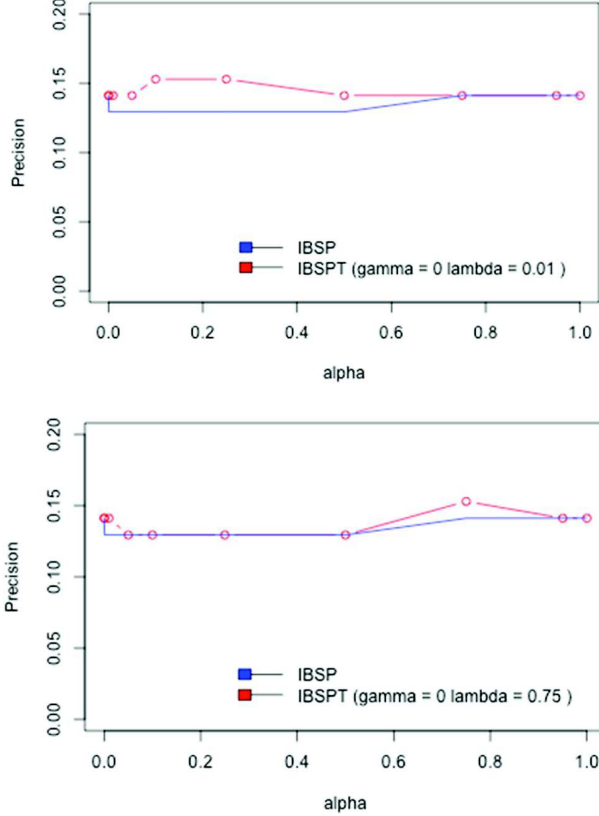 0.20
0.15
0.10
0.05
0.00
Precision
IBSP
IBSPT (gamma = 0 lambda = 0.01 )
0.0 0.2 0.4 0.6 0.8 1.0
alpha
0.20
0.15
0.10
0.05
0.00
Precision
IBSP
IBSPT (gamma = 0 lambda = 0.75 )
0.0 0.2 0.4 0.6 0.8 1.0
alpha